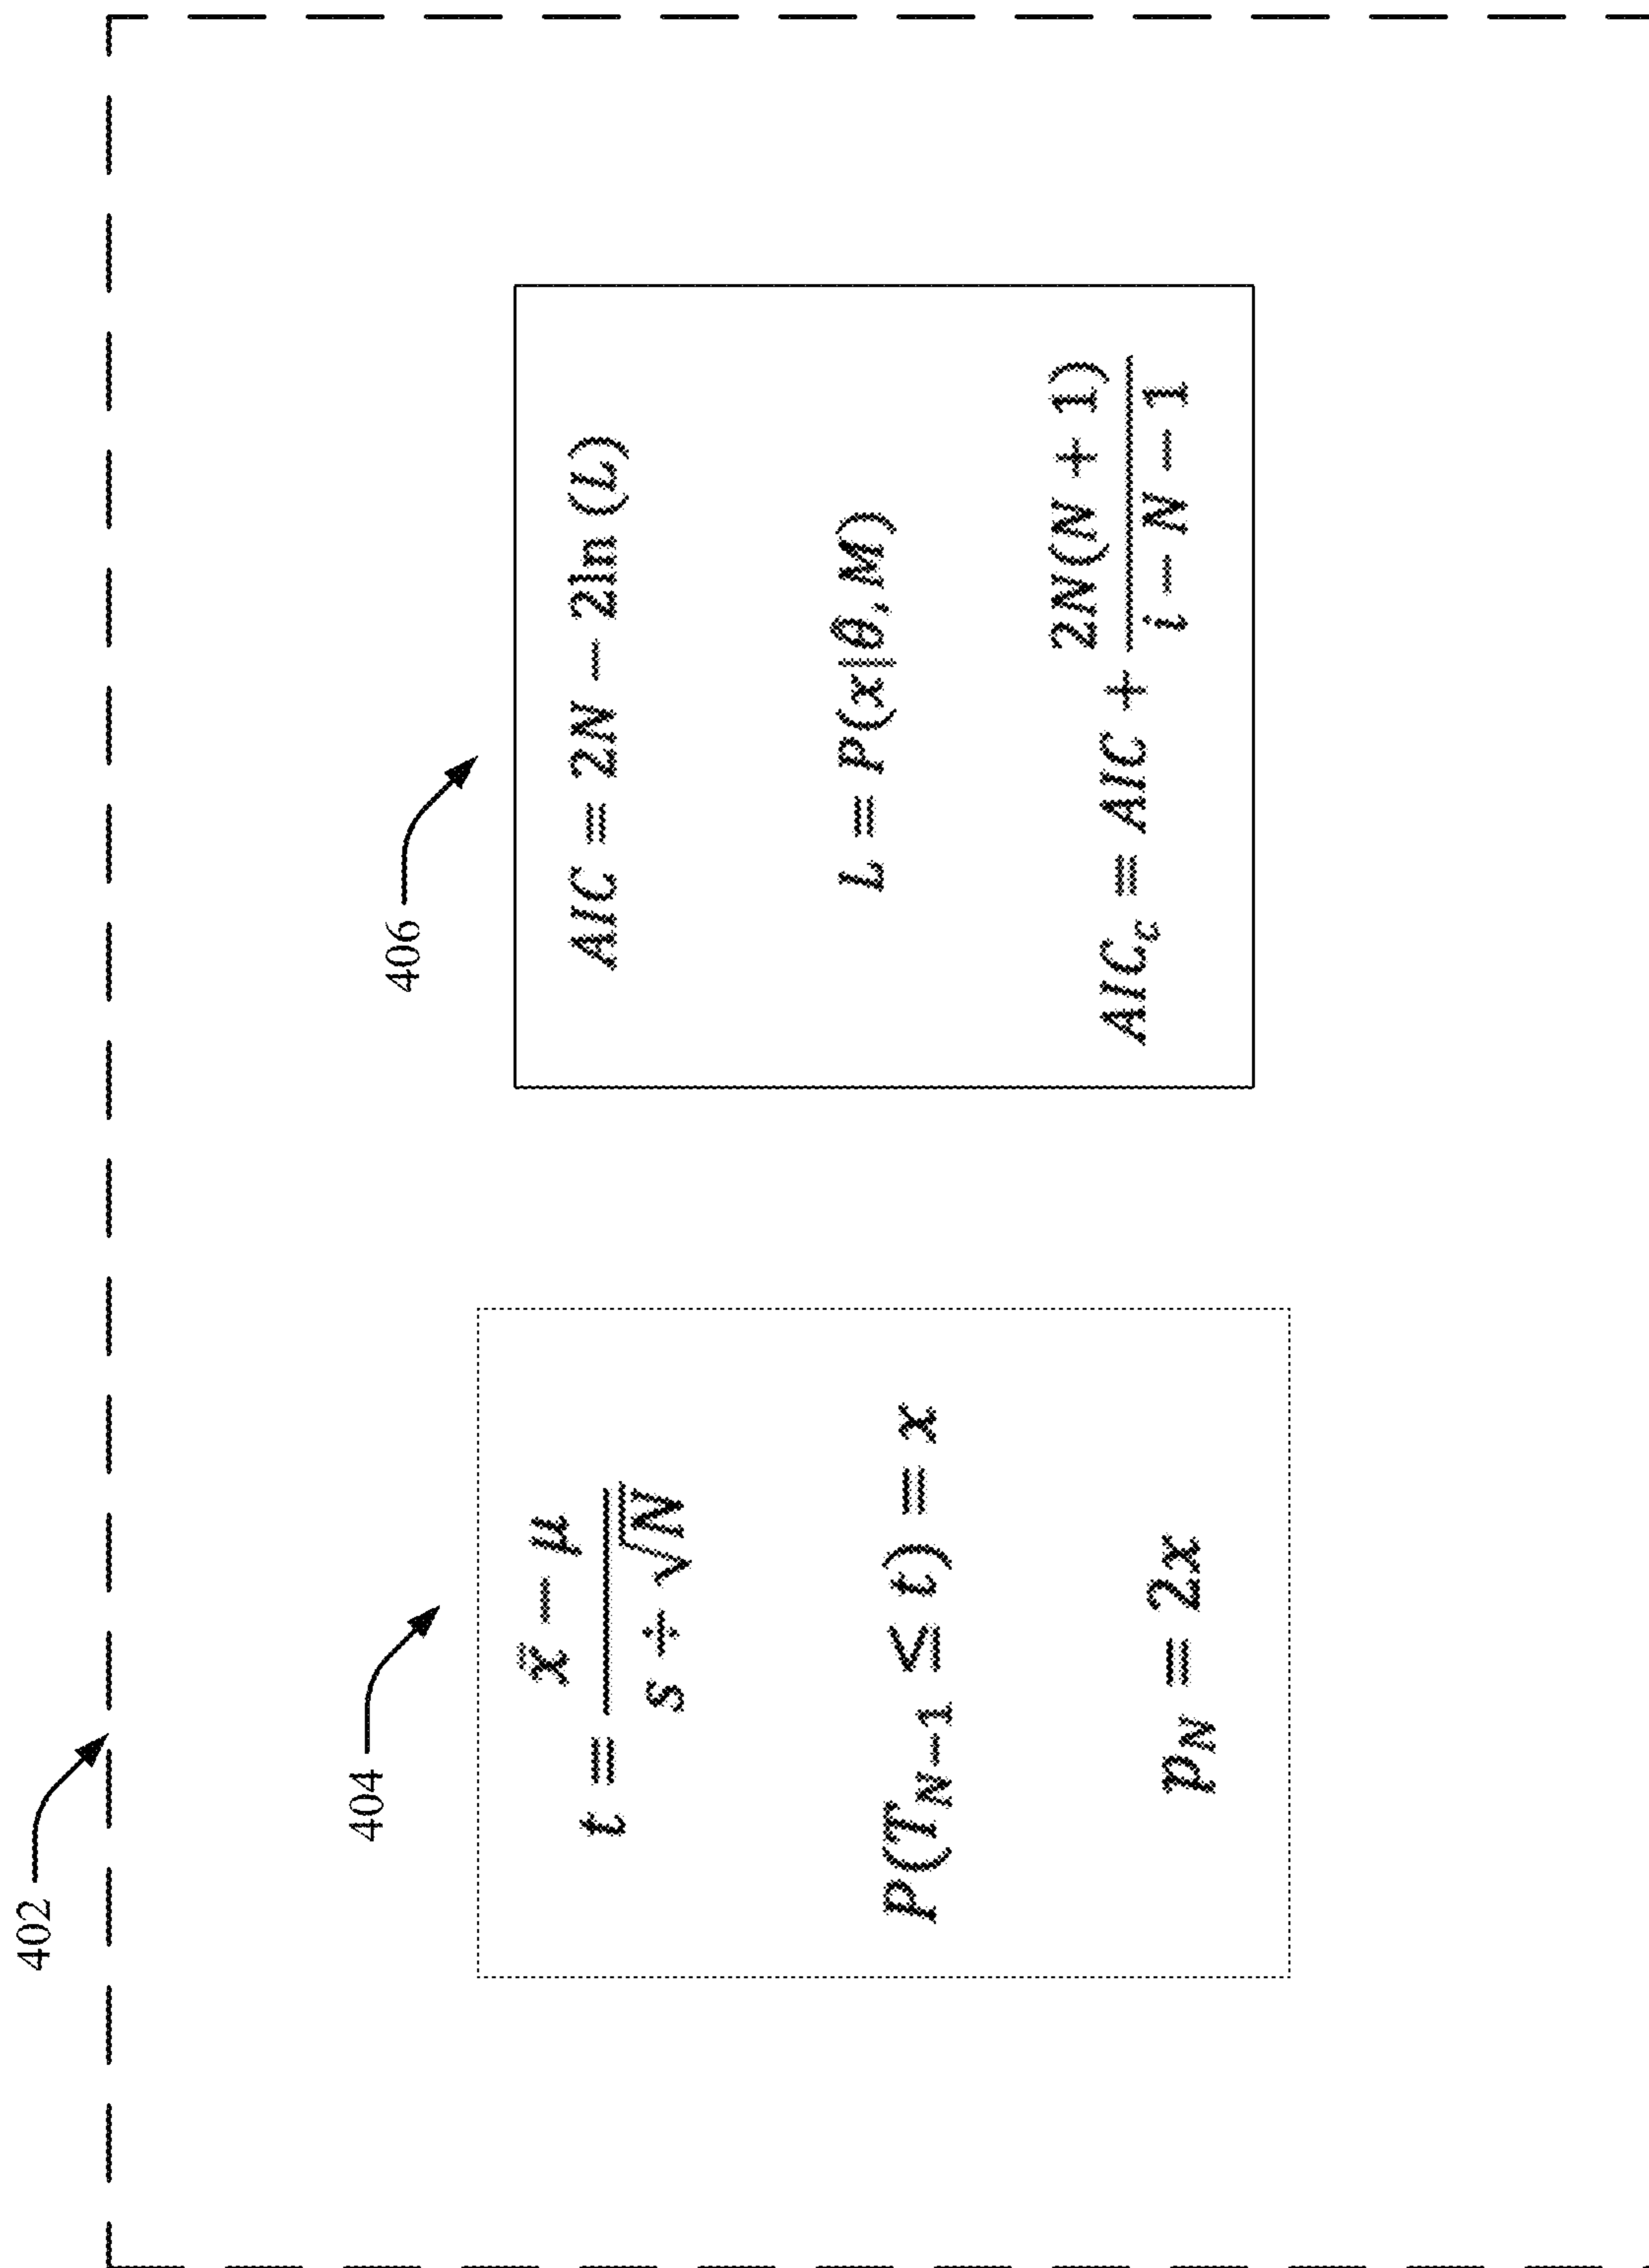 402
404
t = x̄ − μ / s ÷ √N
P(T_{N−1} ≤ t) = x
p_N = 2x
406
AIC = 2N − 2ln (L)
L = P(x|θ̂, M)
AIC_c = AIC + 2N(N + 1) / i − N − 1